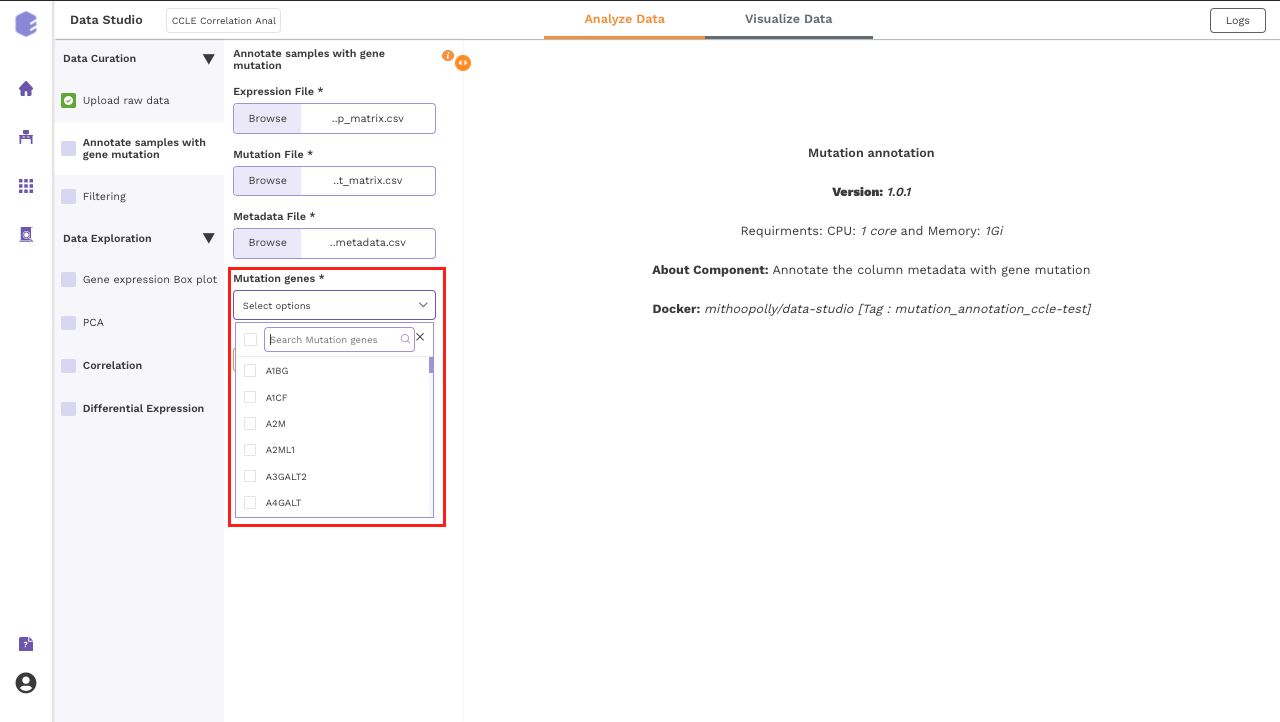 Data Studio
CCLE Correlation Anal
Analyze Data
Visualize Data
Logs
Data Curation
Upload raw data
Annotate samples with
gene mutation
Filtering
Data Exploration
Gene expression Box plot
PCA
Correlation
Differential Expression
Annotate samples with gene
mutation
i
Expression File *
Browse
..p_matrix.csv
Mutation File *
Browse
..t_matrix.csv
Metadata File *
Browse
..metadata.csv
Mutation genes *
Select options
Search Mutation genes
A1BG
A1CF
A2M
A2ML1
A3GALT2
A4GALT
Mutation annotation
Version: 1.0.1
Requirments: CPU: 1 core and Memory: 1Gi
About Component: Annotate the column metadata with gene mutation
Docker: mithoopolly/data-studio [Tag : mutation_annotation_ccle-test]
?